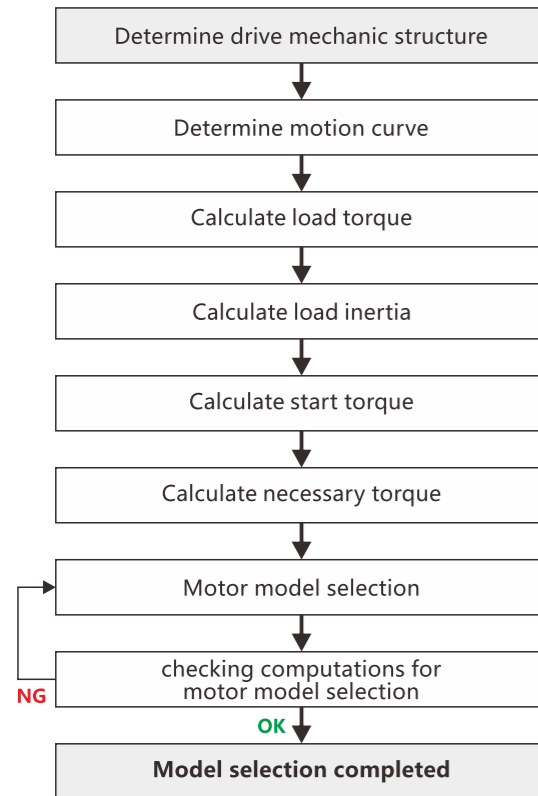 Determine drive mechanic structure
Determine motion curve
Calculate load torque
Calculate load inertia
Calculate start torque
Calculate necessary torque
Motor model selection
checking computations for
motor model selection
NG
OK
Model selection completed